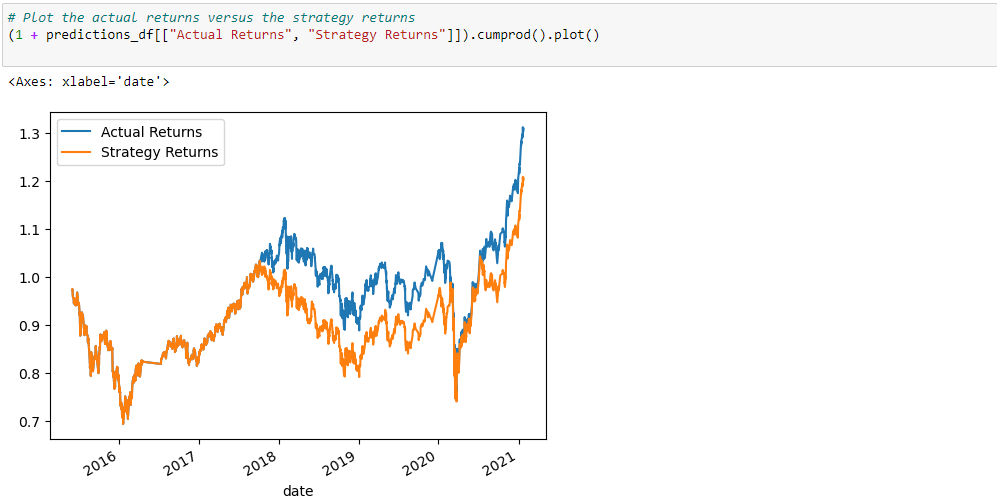 # Plot the actual returns versus the strategy returns
(1 + predictions_df[["Actual Returns", "Strategy Returns"]]).cumprod().plot()
<Axes: xlabel='date'>
Actual Returns
Strategy Returns
1.3
1.2
1.1
1.0
0.9
0.8
0.7
2016
2017
2018
2019
2020
2021
date